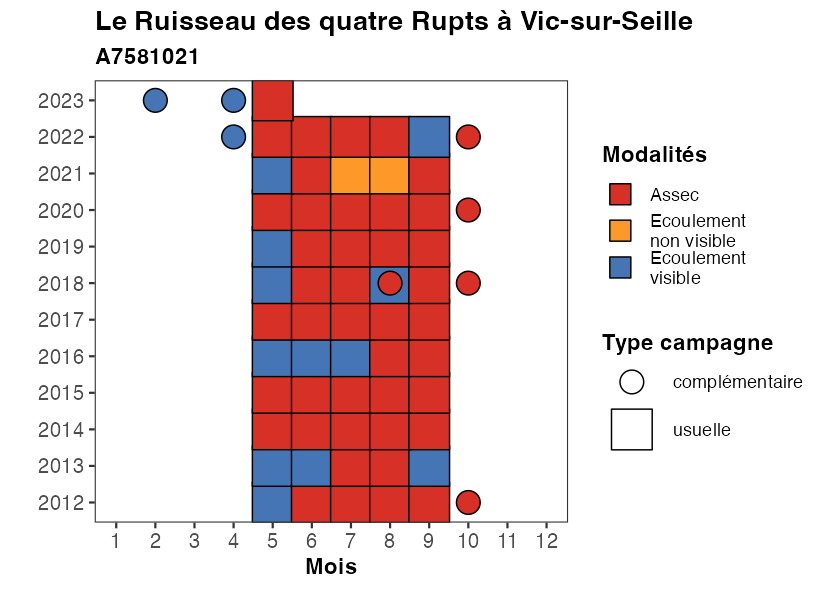 Le Ruisseau des quatre Rupts à Vic-sur-Seille
A7581021
2023
2022
2021
2020
2019
2018
2017
2016
2015
2014
2013
2012
1 2 3 4 5 6 7 8 9 10 11 12
Mois
Modalités
Assec
Ecoulement
non visible
Ecoulement
visible
Type campagne
complémentaire
usuelle